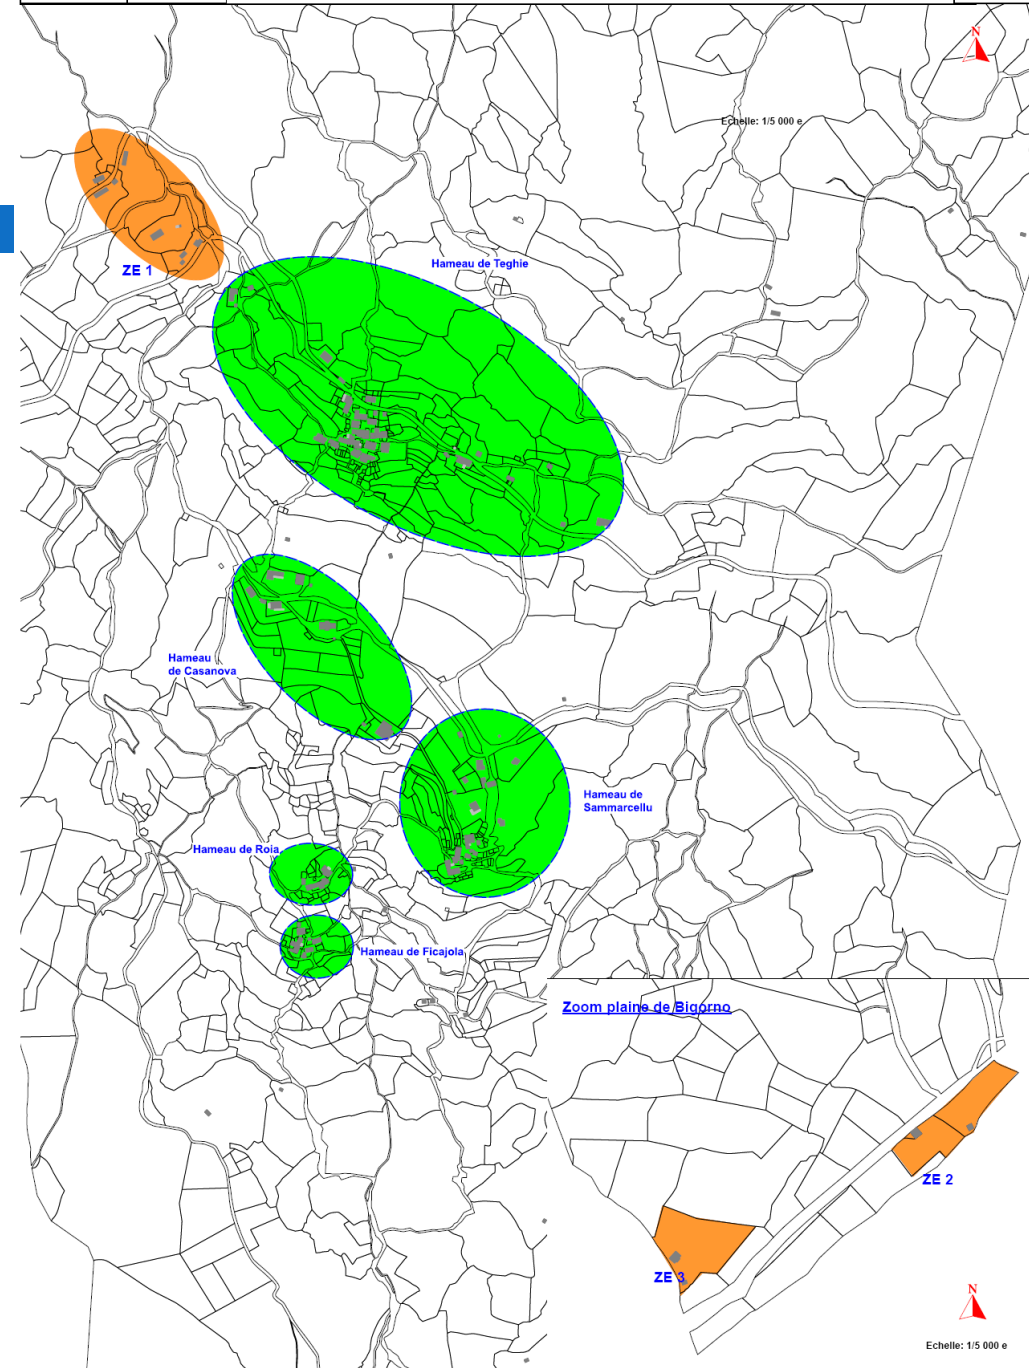 N
Echelle: 1/5 000 e
Hameau de Teghie
ZE 1
Hameau
de Casanova
Hameau de
Sammarcellu
Hameau de Roia
Hameau de Ficajola
Zoom plaine de Bigorno
ZE 2
ZE 3
N
Echelle: 1/5 000 e